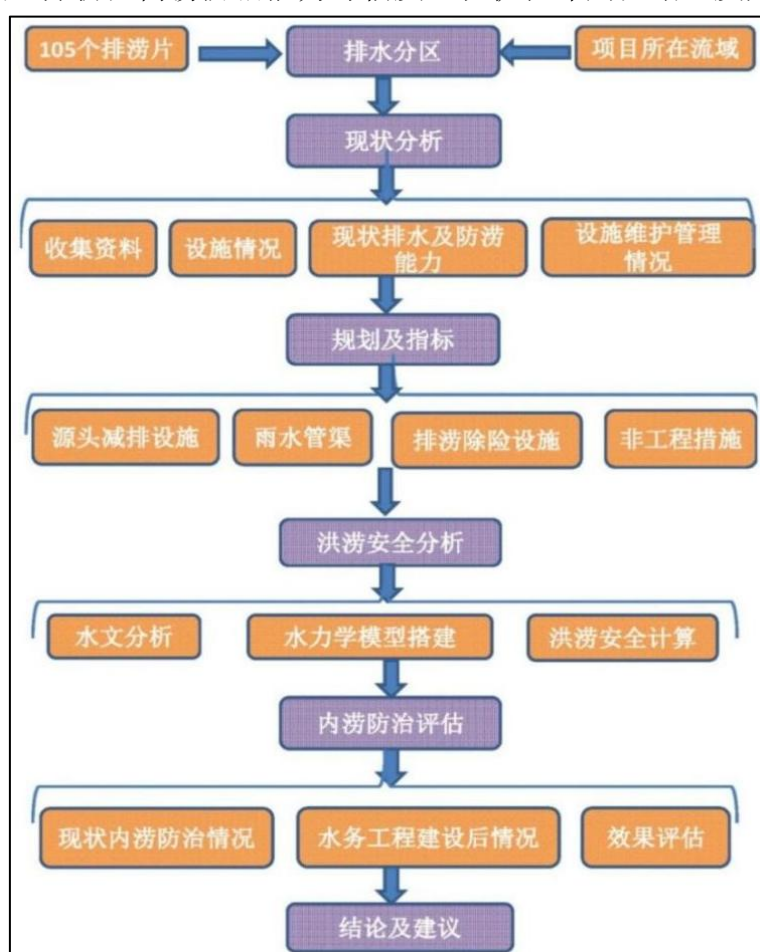 105个排涝片
排水分区
项目所在流域
现状分析
收集资料
设施情况
现状排水及防涝
能力
设施维护管理
情况
规划及指标
源头减排设施
雨水管渠
排涝除险设施
非工程措施
洪涝安全分析
水文分析
水力学模型搭建
洪涝安全计算
内涝防治评估
现状内涝防治情况
水务工程建设后情况
效果评估
结论及建议